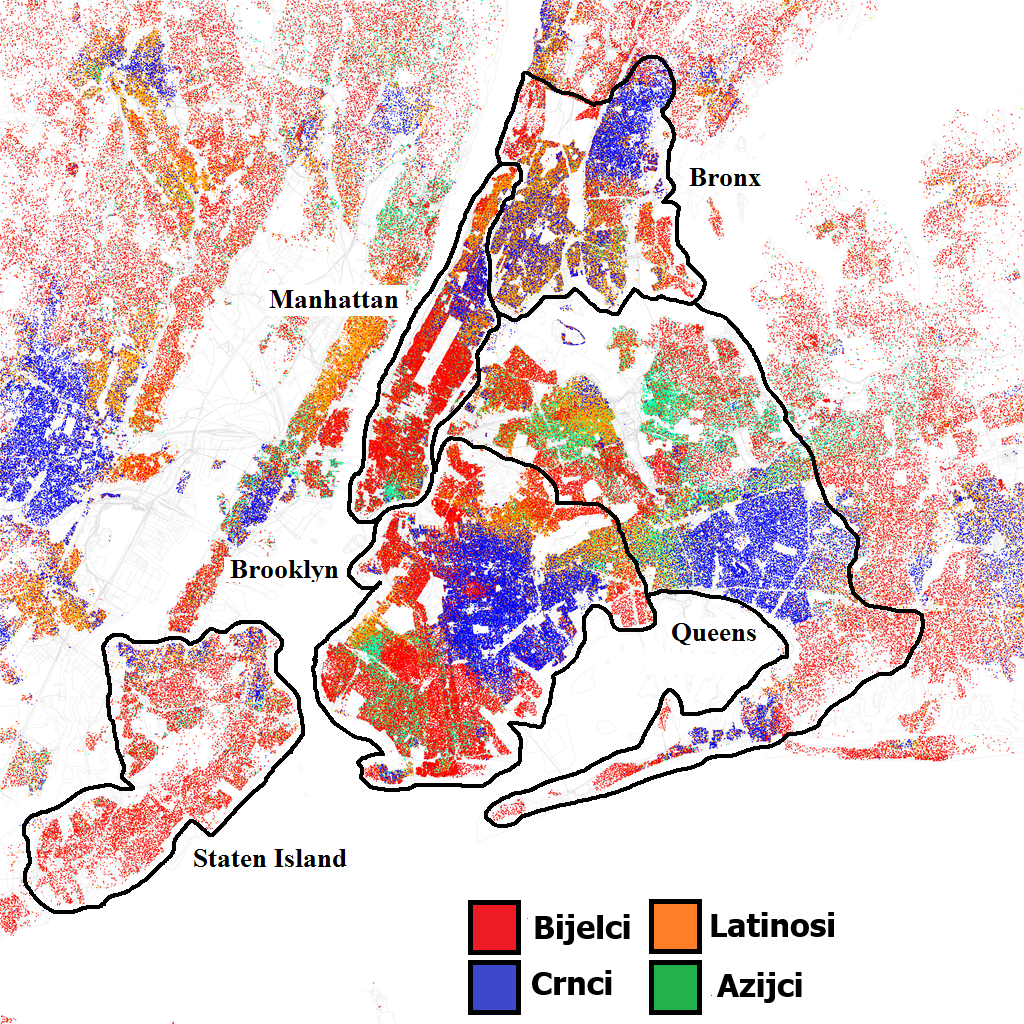 Bronx
Manhattan
Brooklyn
Queens
Staten Island
Bijelci
Latinosi
Crnci
Azijci